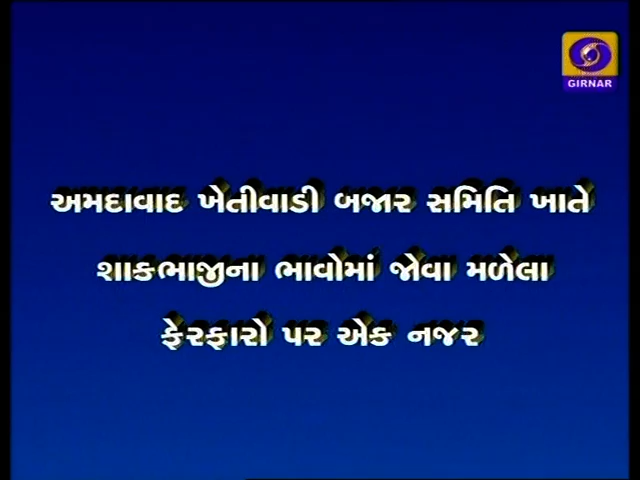 GIRNAR
અમદાવાદ ખેતીવાડી બજાર સમિતિ ખાતે
શાકભાજીના ભાવોમાં જોવા મળેલા
ફેરફારો પર એક નજર